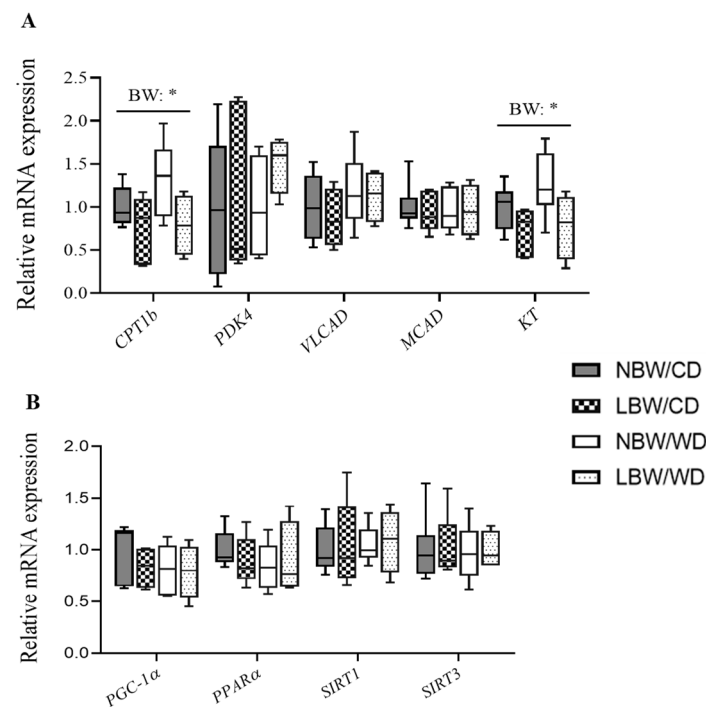 A
Relative mRNA expression
2.5
2.0
1.5
1.0
0.5
0.0
BW: *
BW: *
CPT1b
PDK4
VLCAD
MCAD
KT
NBW/CD
LBW/CD
NBW/WD
LBW/WD
B
Relative mRNA expression
2.0
1.5
1.0
0.5
0.0
PGC-1α
PPARα
SIRT1
SIRT3